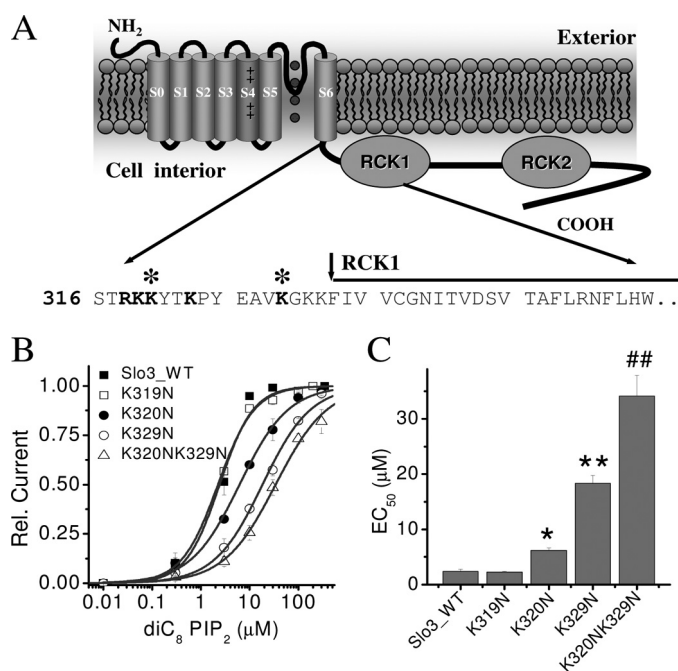 A
NH2
Exterior
S0 S1 S2 S3 S4 S5 S6
++
++
Cell interior
RCK1
RCK2
COOH
* * RCK1
316 STRKKYTKPY EAVKGKKFIV VCGNITVDSV TAFLRNFLHW..
B
Slo3_WT
K319N
K320N
K329N
K320NK329N
1.00
0.75
0.50
0.25
0.00
Rel. Current
0.01 0.1 1 10 100
diC8 PIP2 (μM)
C
EC50 (μM)
30
20
10
0
*
**
##
Slo3_WT
K319N
K320N
K329N
K320NK329N